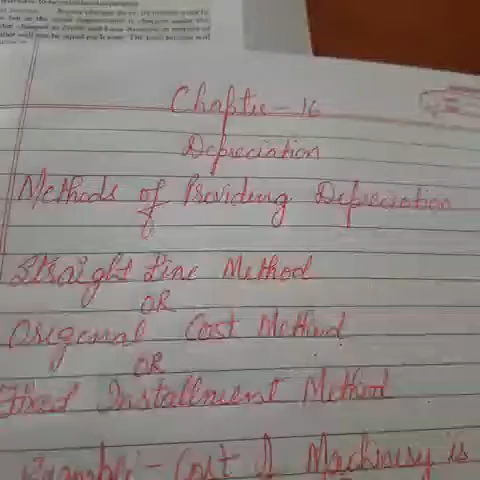 Chapter - 16
Depreciation
Methods of Providing Depreciation
Straight Line Method
OR
Original Cost Method
OR
Fixed Installment Method
Example:- Cost of Machinery is